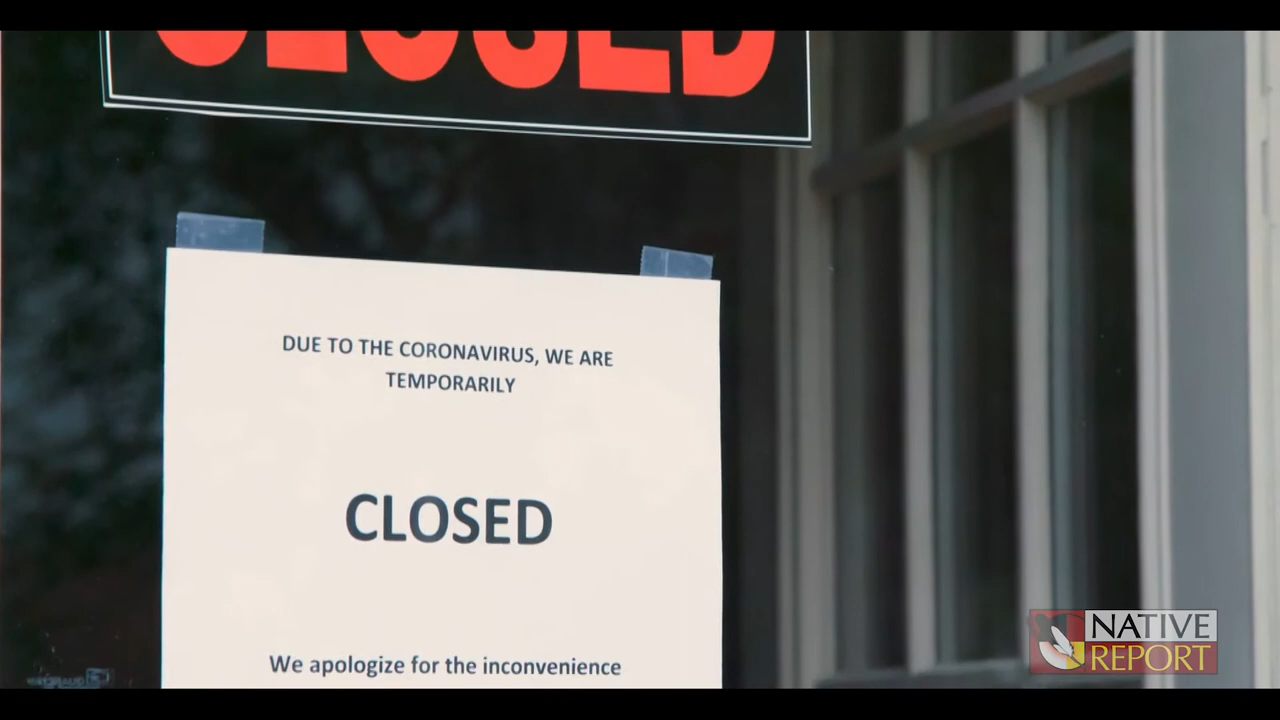 CLOSED
DUE TO THE CORONAVIRUS, WE ARE
TEMPORARILY
CLOSED
We apologize for the inconvenience
NATIVE
REPORT